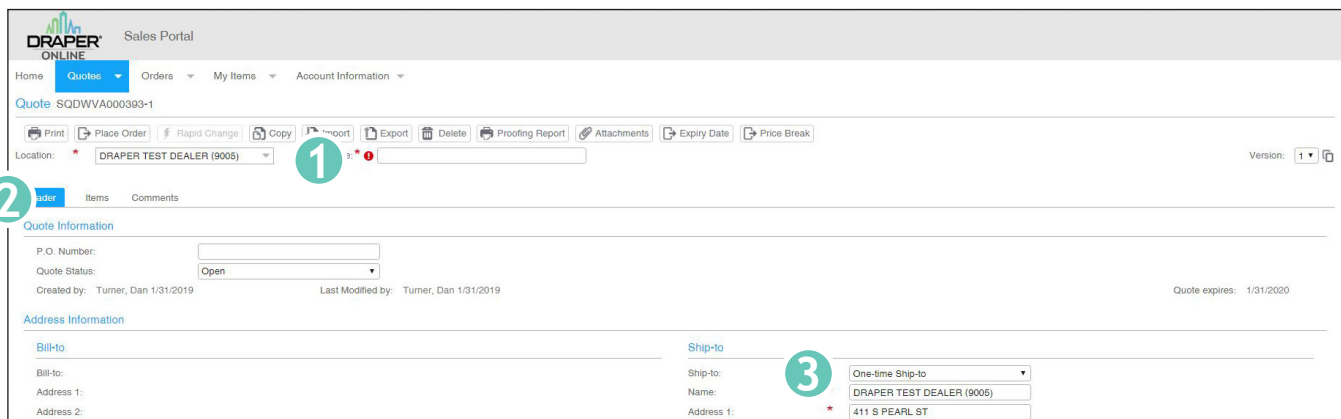 DRAPER® Sales Portal
ONLINE
Home Quotes Orders My Items Account Information
Quote SQDWVA000393-1
Print Place Order Rapid Change Copy Import Export Delete Proofing Report Attachments Expiry Date Price Break
Location: * DRAPER TEST DEALER (9005) 1 e: * Version: 1
2 ader Items Comments
Quote Information
P.O. Number:
Quote Status: Open
Created by: Turner, Dan 1/31/2019 Last Modified by: Turner, Dan 1/31/2019 Quote expires: 1/31/2020
Address Information
Bill-to Ship-to
Bill-to: Ship-to: 3 One-time Ship-to
Address 1: Name: DRAPER TEST DEALER (9005)
Address 2: Address 1: * 411 S PEARL ST